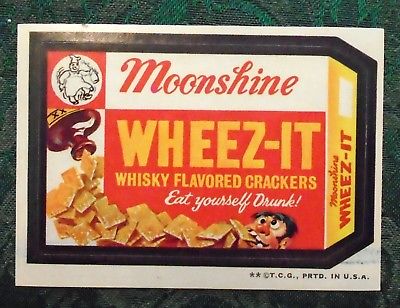 Moonshine
WHEEZ-IT
WHISKY FLAVORED CRACKERS
Eat yourself Drunk!
Moonshine
WHEEZ-IT
** ©T.C.G., PRTD. IN U.S.A.